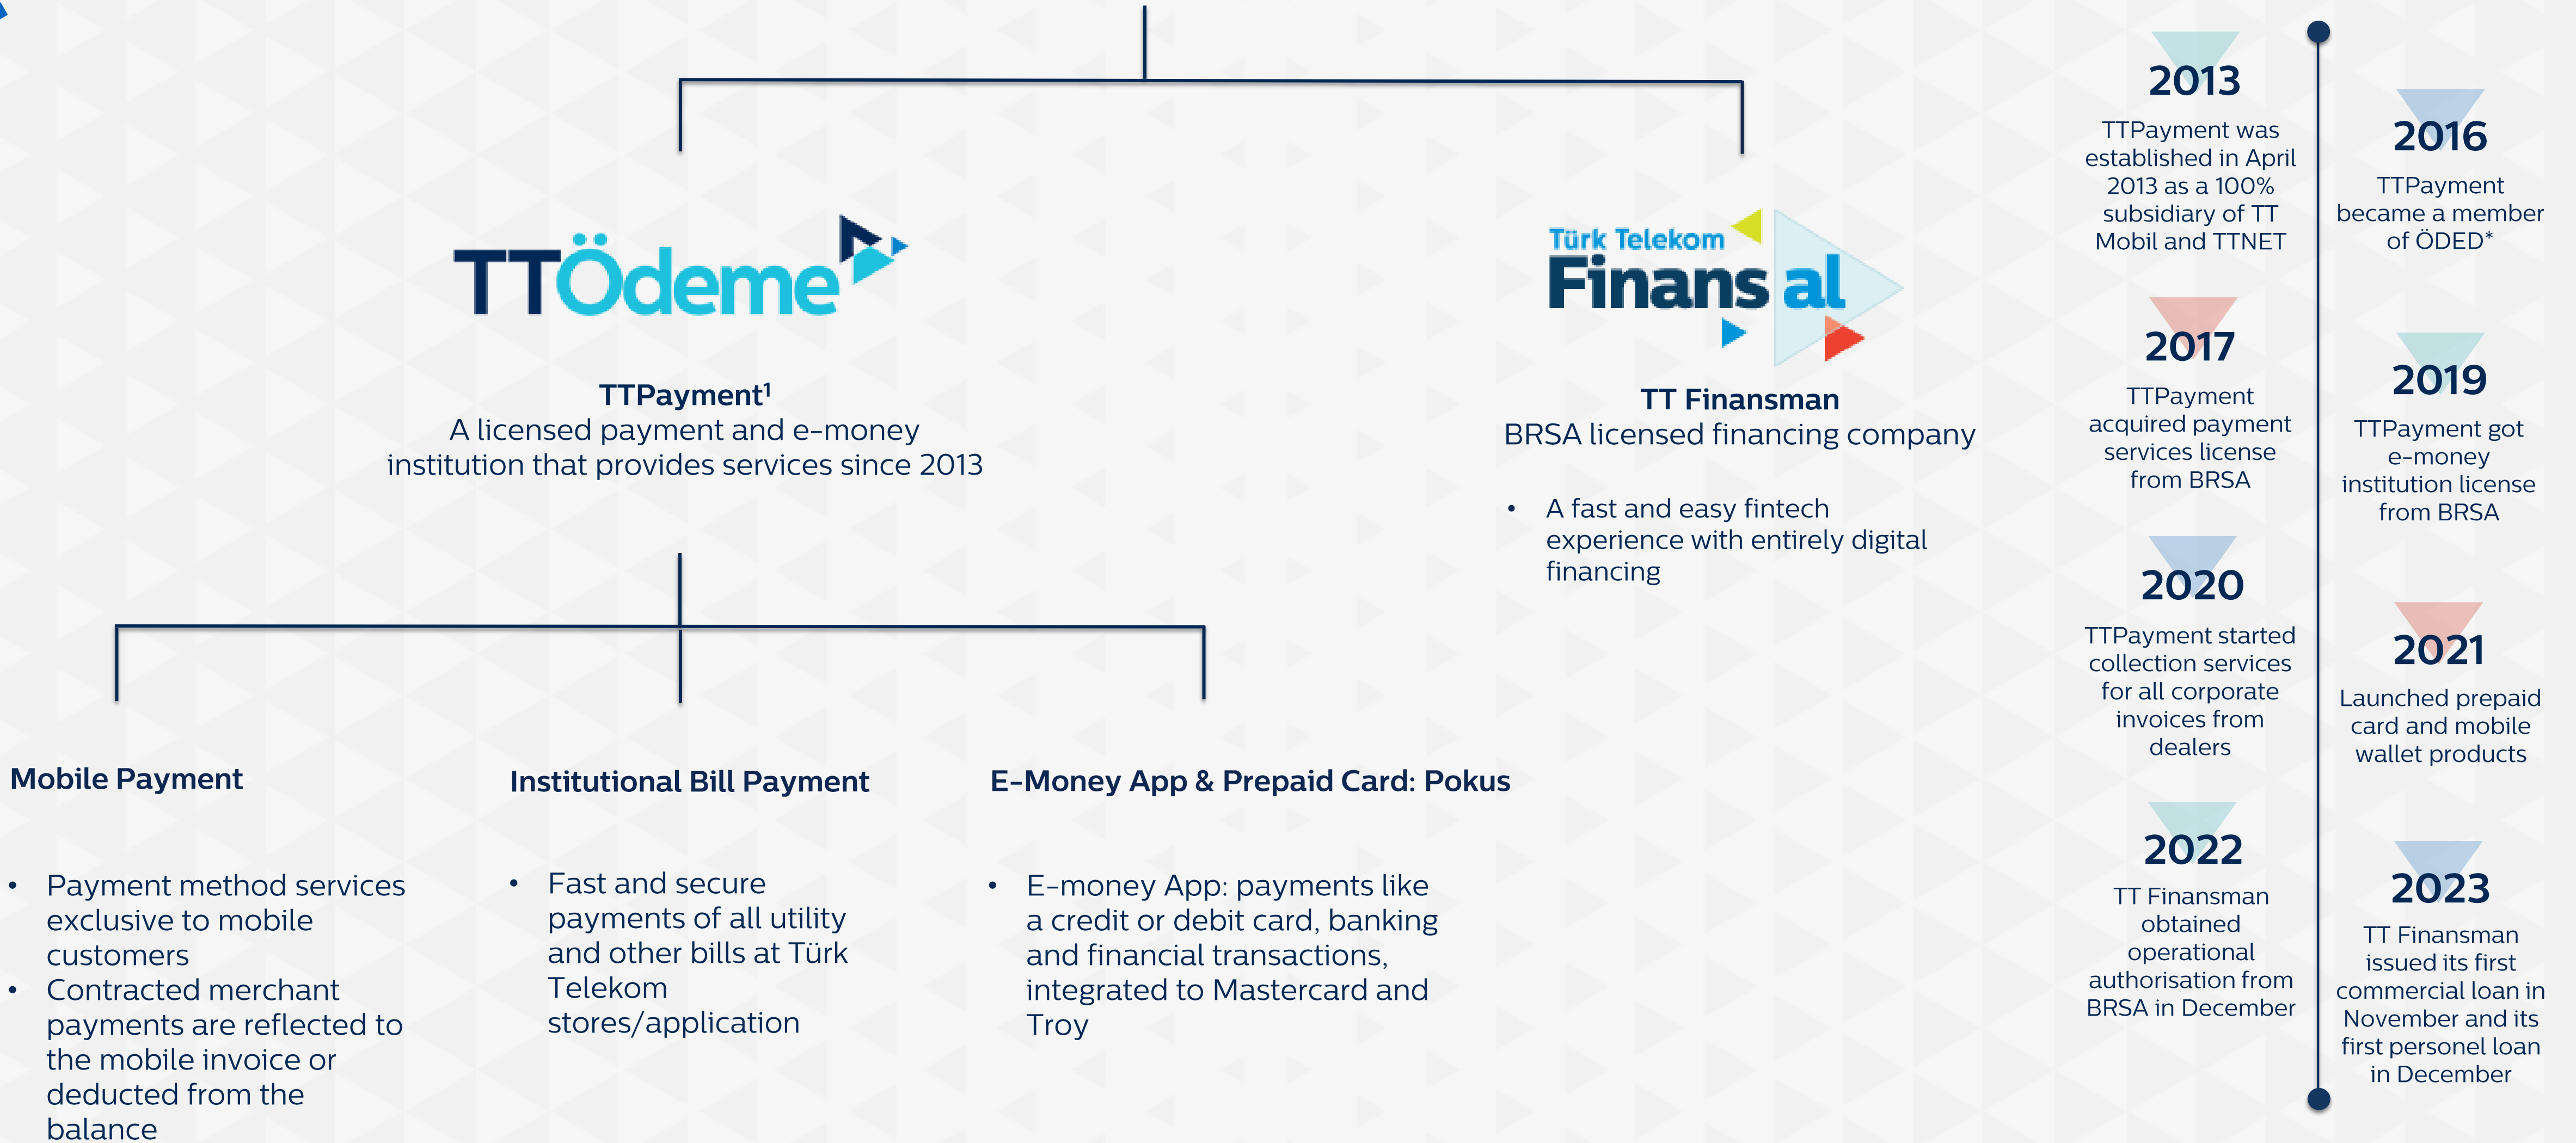 TTÖdeme
TTPayment¹
A licensed payment and e-money
institution that provides services since 2013
Türk Telekom
Finansal
TT Finansman
BRSA licensed financing company
• A fast and easy fintech
experience with entirely digital
financing
Mobile Payment
• Payment method services
exclusive to mobile
customers
• Contracted merchant
payments are reflected to
the mobile invoice or
deducted from the
balance
Institutional Bill Payment
• Fast and secure
payments of all utility
and other bills at Türk
Telekom
stores/application
E-Money App & Prepaid Card: Pokus
• E-money App: payments like
a credit or debit card, banking
and financial transactions,
integrated to Mastercard and
Troy
2013
TTPayment was
established in April
2013 as a 100%
subsidiary of TT
Mobil and TTNET
2016
TTPayment
became a member
of ÖDED*
2017
TTPayment
acquired payment
services license
from BRSA
2019
TTPayment got
e-money
institution license
from BRSA
2020
TTPayment started
collection services
for all corporate
invoices from
dealers
2021
Launched prepaid
card and mobile
wallet products
2022
TT Finansman
obtained
operational
authorisation from
BRSA in December
2023
TT Finansman
issued its first
commercial loan in
November and its
first personel loan
in December